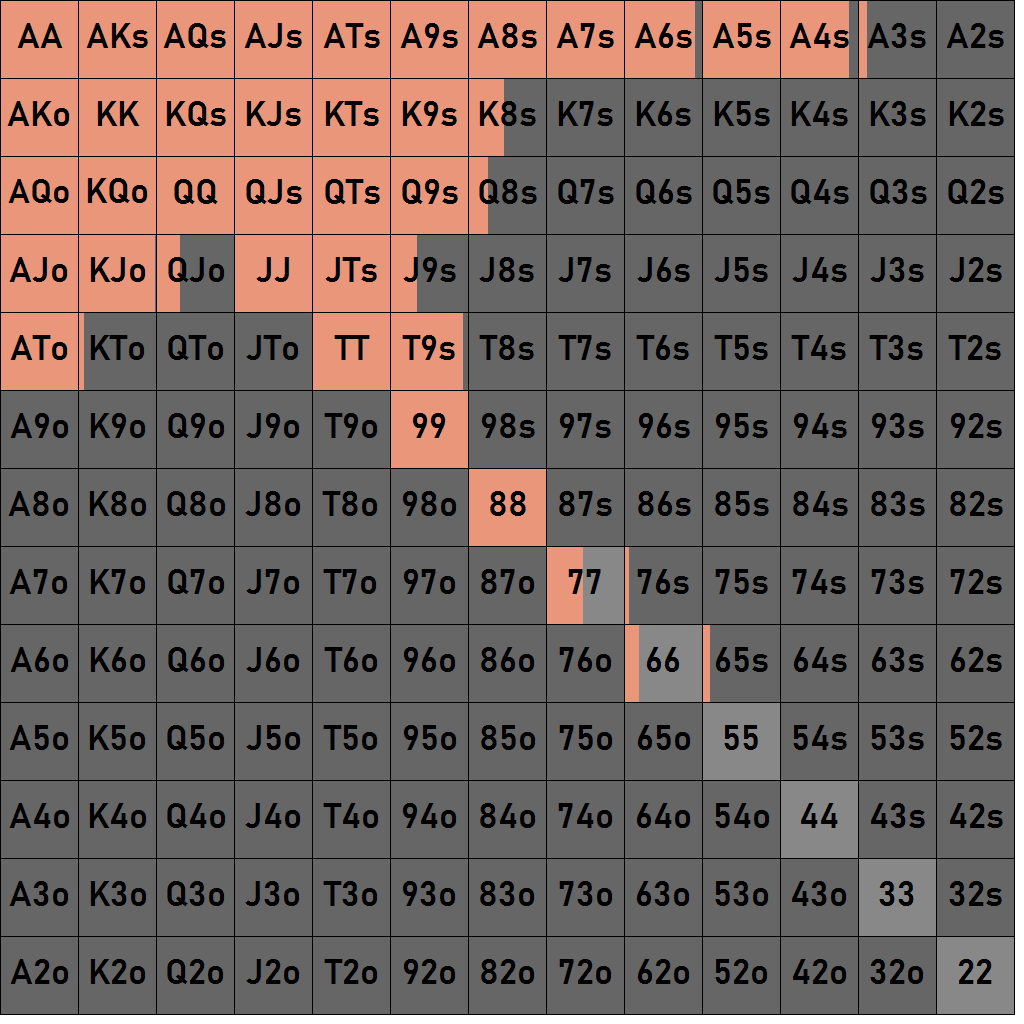 AA AKs AQs AJs ATs A9s A8s A7s A6s A5s A4s A3s A2s
AKo KK KQs KJs KTs K9s K8s K7s K6s K5s K4s K3s K2s
AQo KQo QQ QJs QTs Q9s Q8s Q7s Q6s Q5s Q4s Q3s Q2s
AJo KJo QJo JJ JTs J9s J8s J7s J6s J5s J4s J3s J2s
ATo KTo QTo JTo TT T9s T8s T7s T6s T5s T4s T3s T2s
A9o K9o Q9o J9o T9o 99 98s 97s 96s 95s 94s 93s 92s
A8o K8o Q8o J8o T8o 98o 88 87s 86s 85s 84s 83s 82s
A7o K7o Q7o J7o T7o 97o 87o 77 76s 75s 74s 73s 72s
A6o K6o Q6o J6o T6o 96o 86o 76o 66 65s 64s 63s 62s
A5o K5o Q5o J5o T5o 95o 85o 75o 65o 55 54s 53s 52s
A4o K4o Q4o J4o T4o 94o 84o 74o 64o 54o 44 43s 42s
A3o K3o Q3o J3o T3o 93o 83o 73o 63o 53o 43o 33 32s
A2o K2o Q2o J2o T2o 92o 82o 72o 62o 52o 42o 32o 22